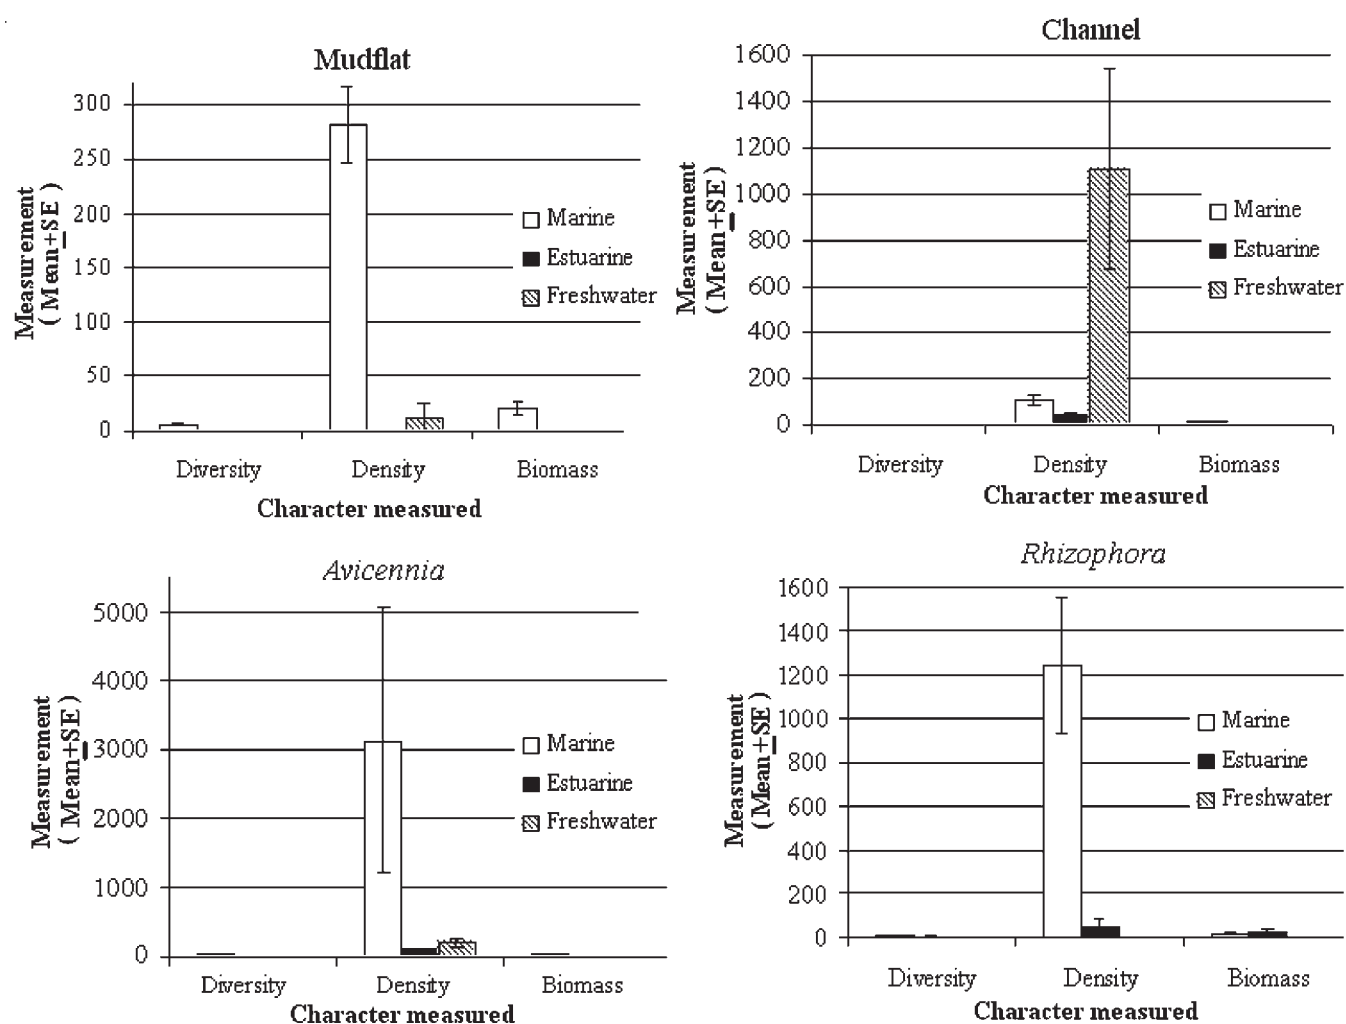 Mudflat
300
250
200
150
100
50
0
Measurement
( Mean+SE )
Marine
Estuarine
Freshwater
Diversity Density Biomass
Character measured
Channel
1600
1400
1200
1000
800
600
400
200
0
Measurement
( Mean+SE )
Marine
Estuarine
Freshwater
Diversity Density Biomass
Character measured
Avicennia
5000
4000
3000
2000
1000
0
Measurement
( Mean+SE )
Marine
Estuarine
Freshwater
Diversity Density Biomass
Character measured
Rhizophora
1600
1400
1200
1000
800
600
400
200
0
Measurement
( Mean+SE )
Marine
Estuarine
Freshwater
Diversity Density Biomass
Character measured